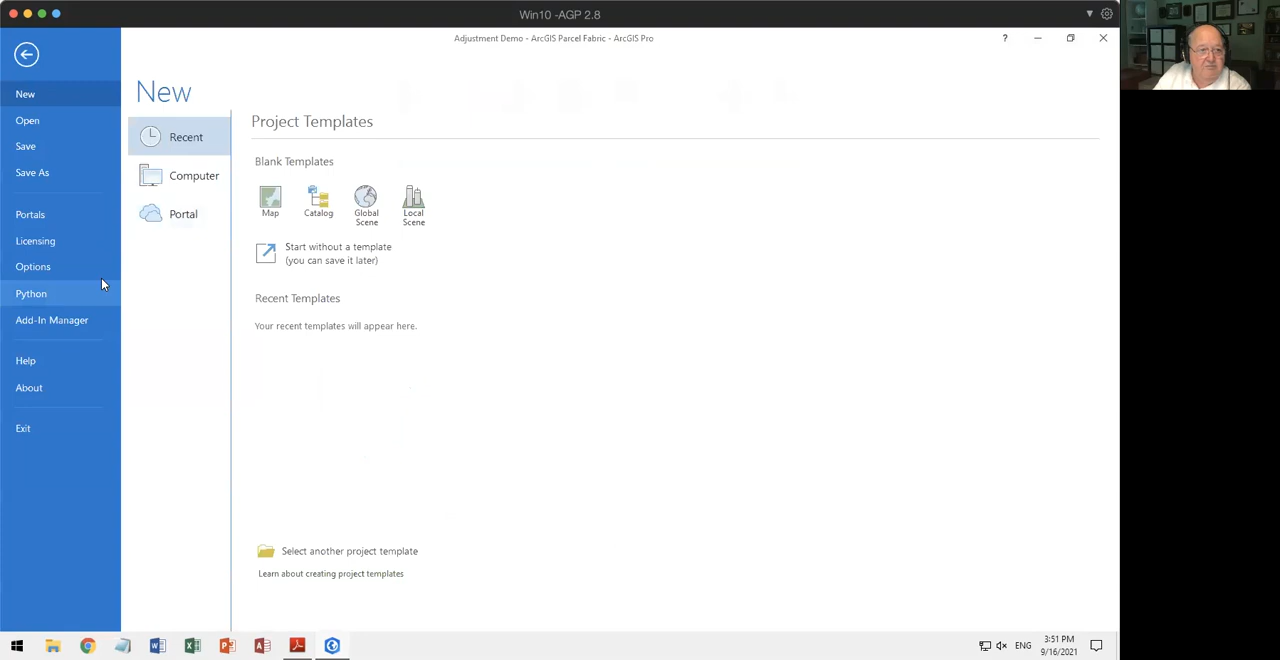 Win10 -AGP 2.8
Adjustment Demo - ArcGIS Parcel Fabric - ArcGIS Pro
?
New
Open
Save
Save As
Portals
Licensing
Options
Python
Add-In Manager
Help
About
Exit
New
Recent
Computer
Portal
Project Templates
Blank Templates
Map
Catalog
Global
Scene
Local
Scene
Start without a template
(you can save it later)
Recent Templates
Your recent templates will appear here.
Select another project template
Learn about creating project templates
ENG
3:51 PM
9/16/2021